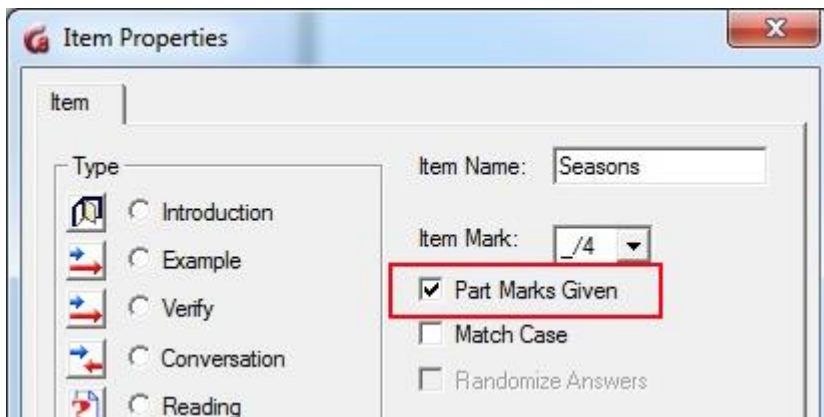 Item Properties
Item
Type
Introduction
Example
Verify
Conversation
Reading
Item Name: Seasons
Item Mark: _/4
Part Marks Given
Match Case
Randomize Answers